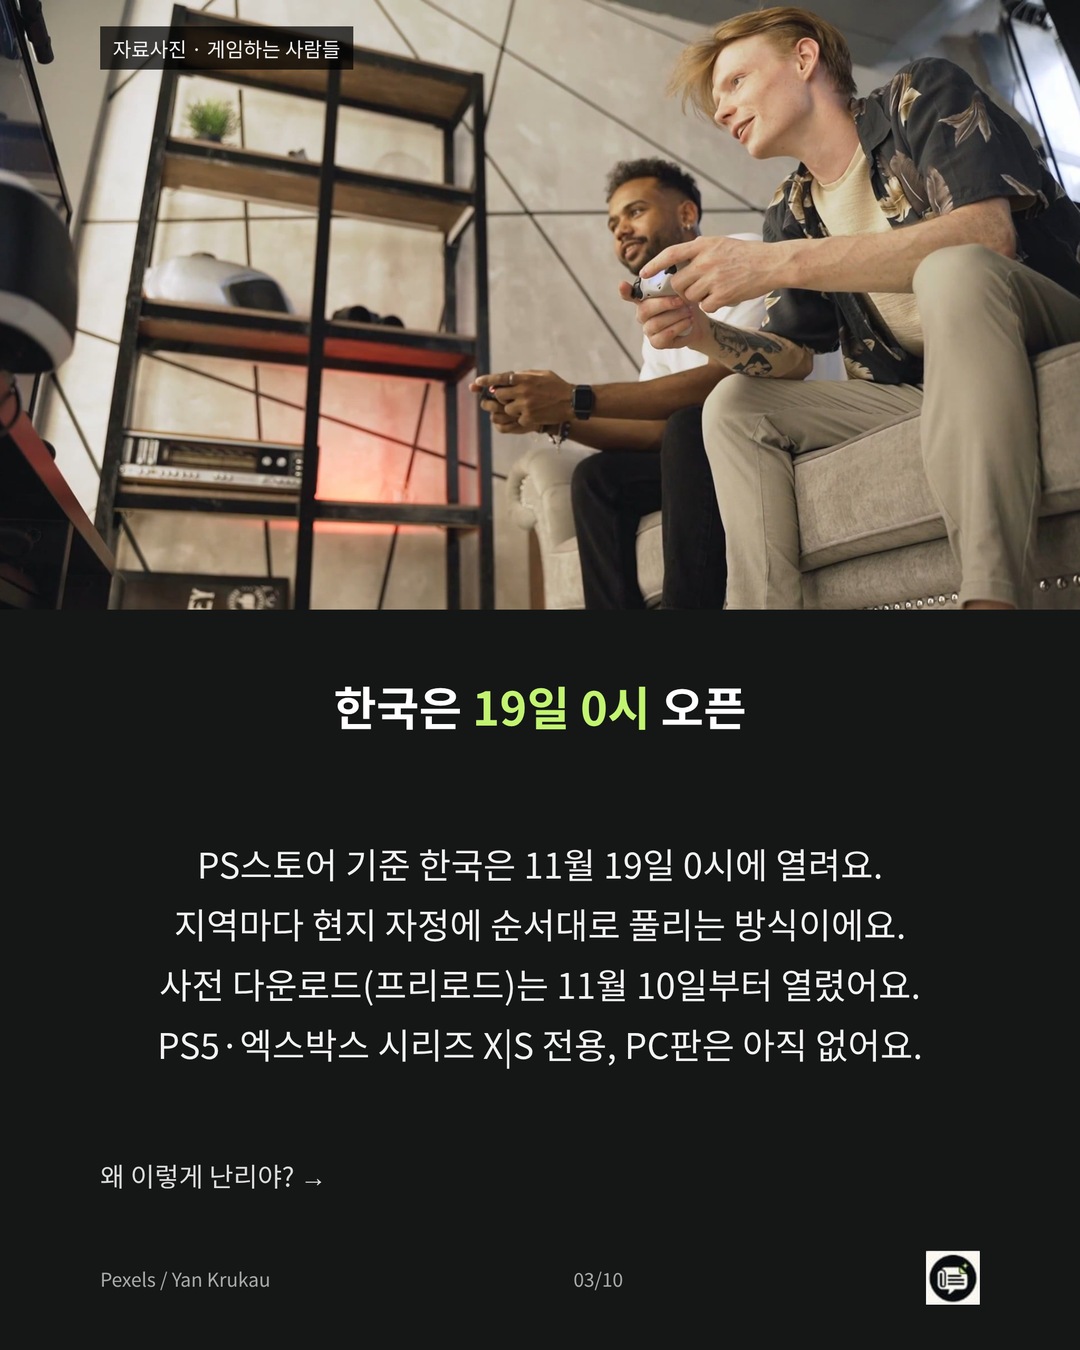 자료사진 · 게임하는 사람들
한국은 19일 0시 오픈
PS스토어 기준 한국은 11월 19일 0시에 열려요.
지역마다 현지 자정에 순서대로 풀리는 방식이에요.
사전 다운로드(프리로드)는 11월 10일부터 열렸어요.
PS5·엑스박스 시리즈 X|S 전용, PC판은 아직 없어요.
왜 이렇게 난리야? →
Pexels / Yan Krukau
03/10